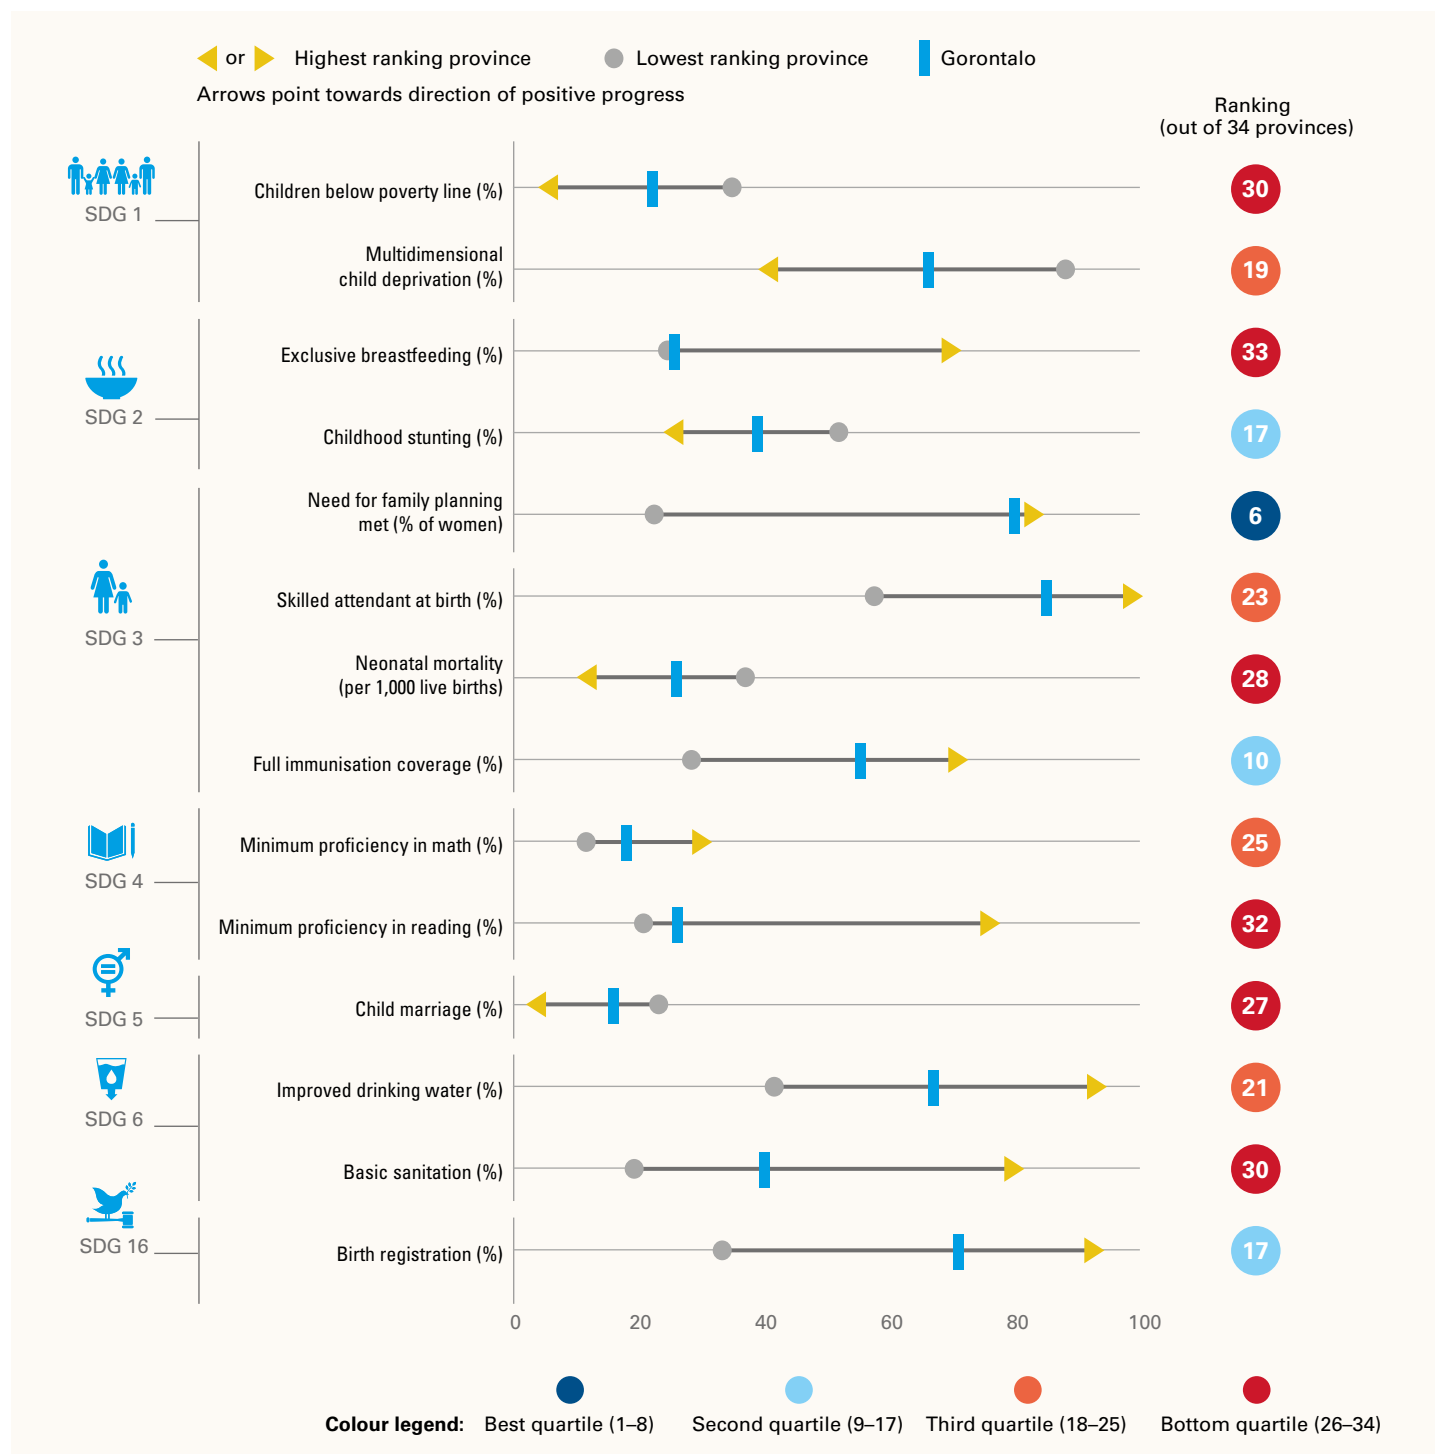 or Highest ranking province Lowest ranking province Gorontalo
Arrows point towards direction of positive progress
Ranking
(out of 34 provinces)
SDG 1
Children below poverty line (%)
30
Multidimensional
child deprivation (%)
19
SDG 2
Exclusive breastfeeding (%)
33
Childhood stunting (%)
17
SDG 3
Need for family planning
met (% of women)
6
Skilled attendant at birth (%)
23
Neonatal mortality
(per 1,000 live births)
28
Full immunisation coverage (%)
10
SDG 4
Minimum proficiency in math (%)
25
Minimum proficiency in reading (%)
32
SDG 5
Child marriage (%)
27
SDG 6
Improved drinking water (%)
21
Basic sanitation (%)
30
SDG 16
Birth registration (%)
17
0 20 40 60 80 100
Colour legend: Best quartile (1–8) Second quartile (9–17) Third quartile (18–25) Bottom quartile (26–34)